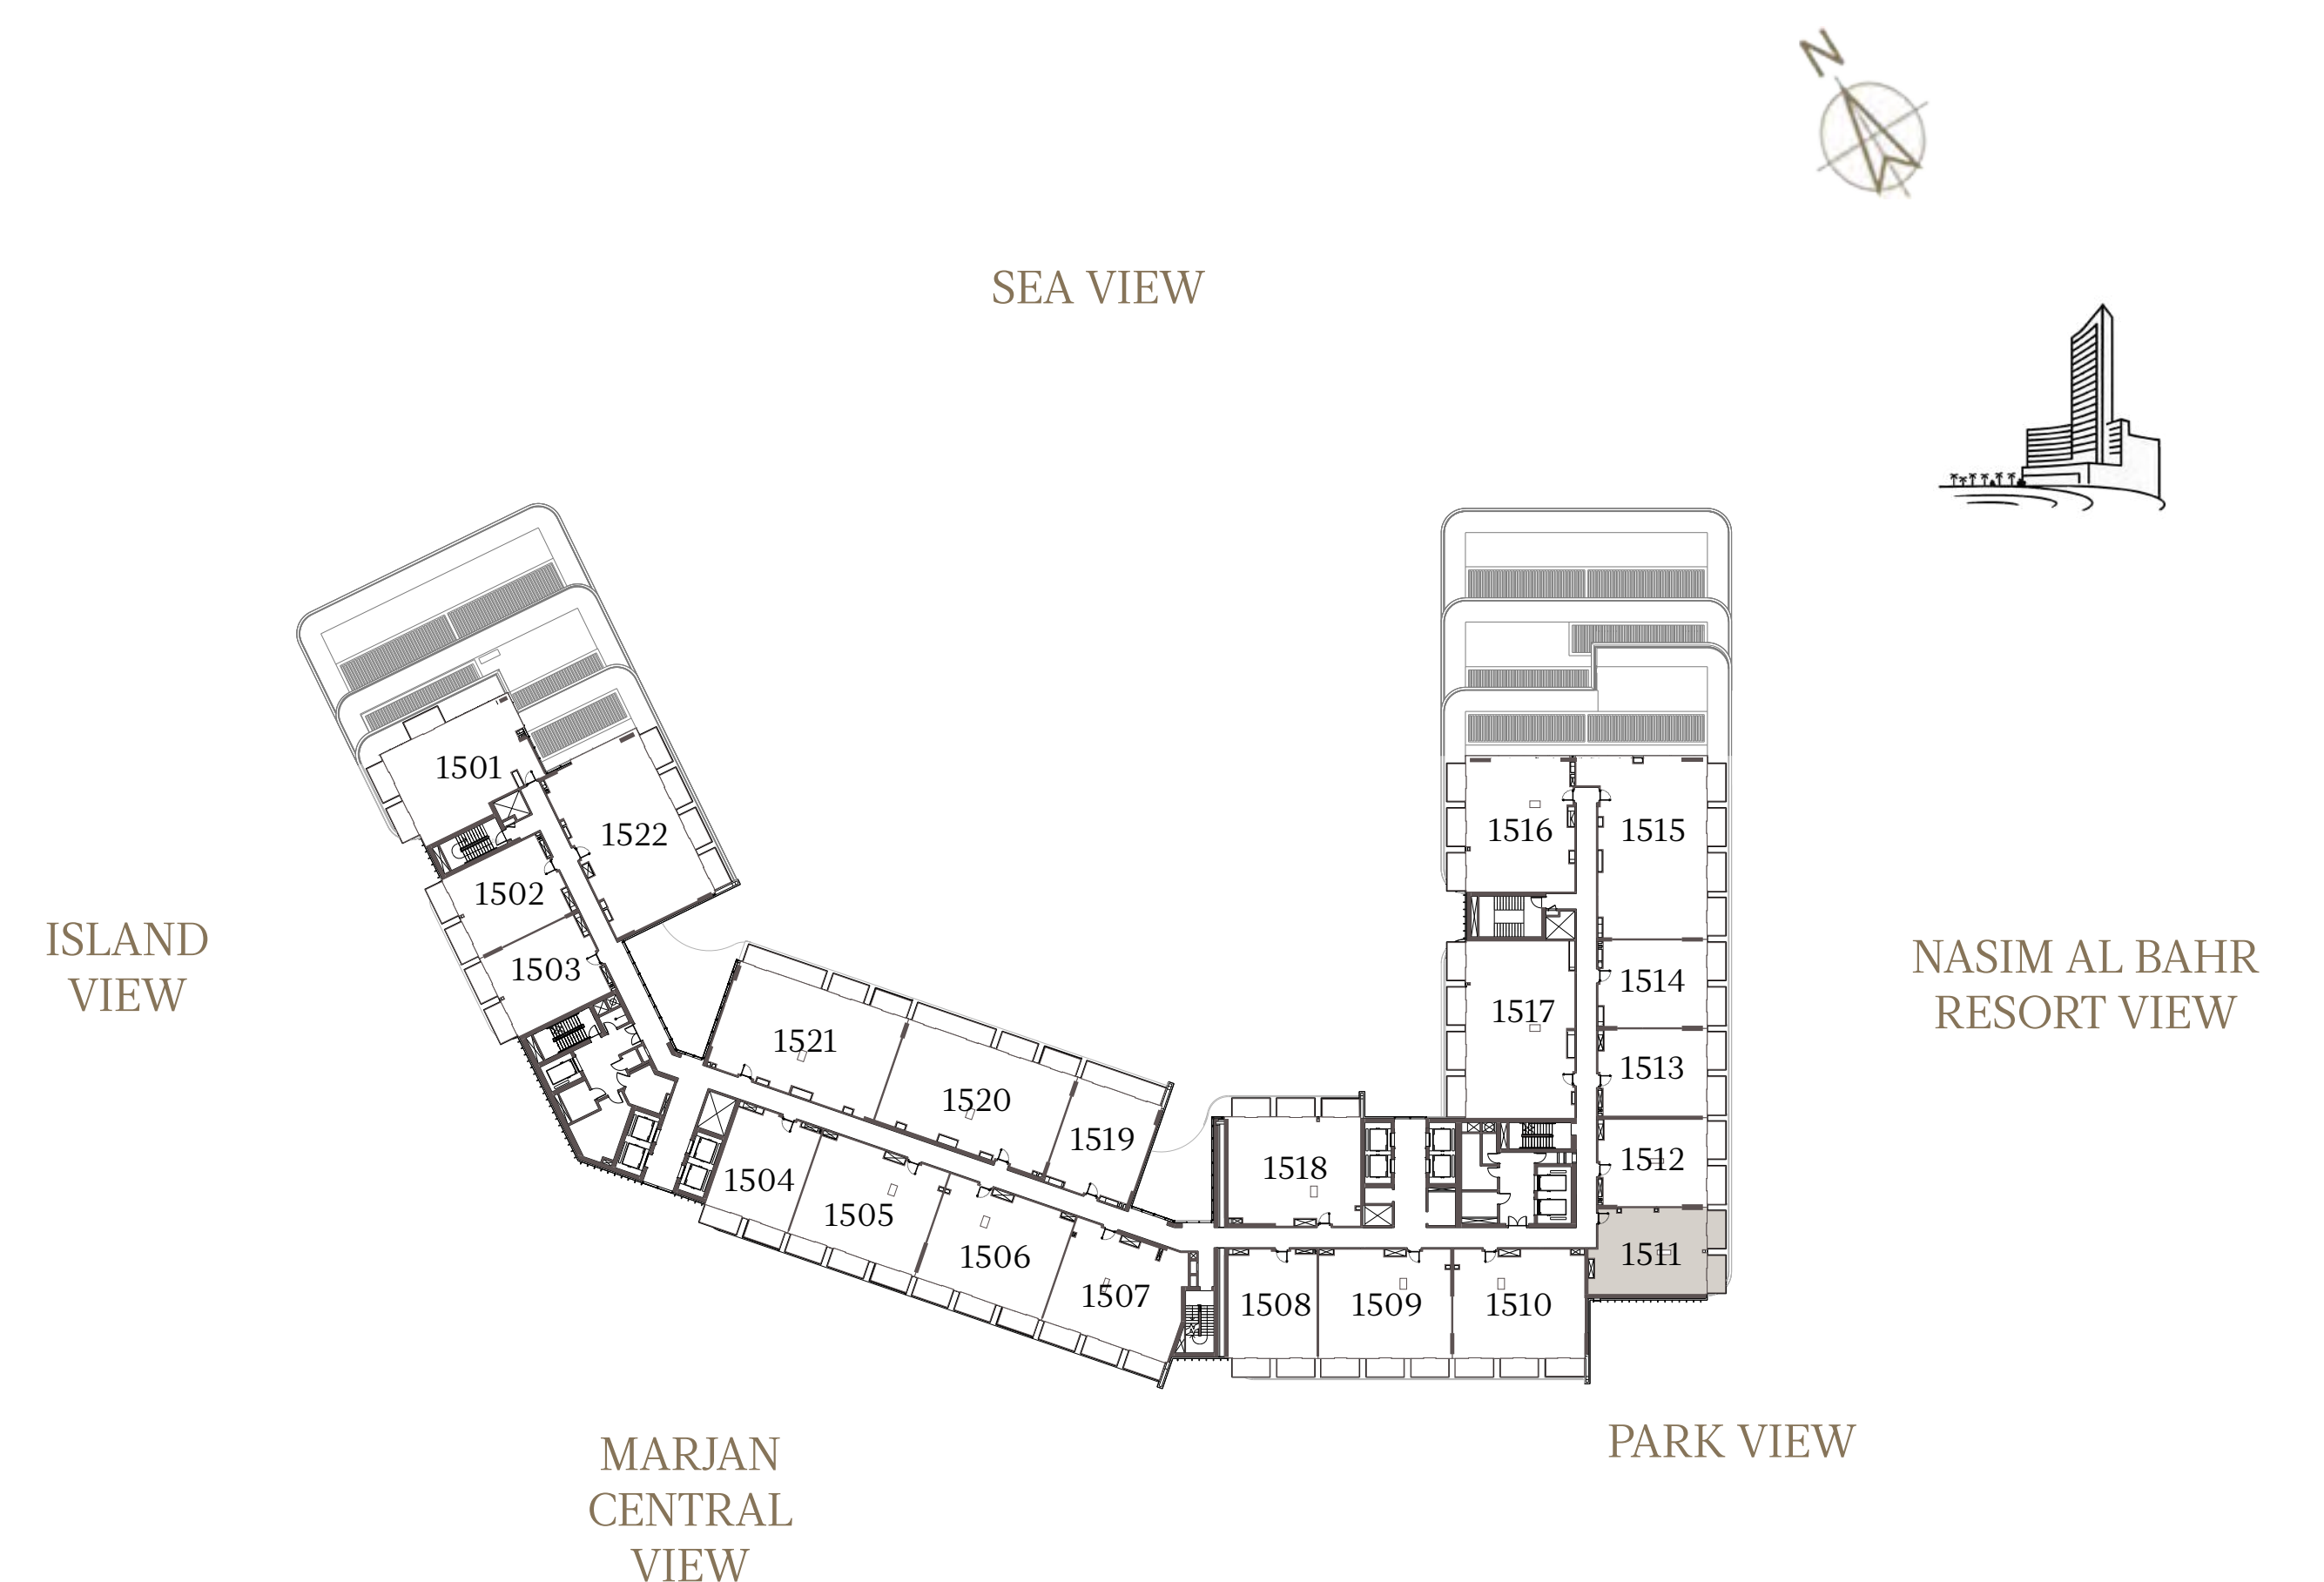 N
SEA VIEW
1501
1522
1516
1515
1502
ISLAND
VIEW
1503
NASIM AL BAHR
RESORT VIEW
1514
1517
1521
1513
1520
1519
1512
1518
1504
1505
1506
1511
1507
1508
1509
1510
PARK VIEW
MARJAN
CENTRAL
VIEW